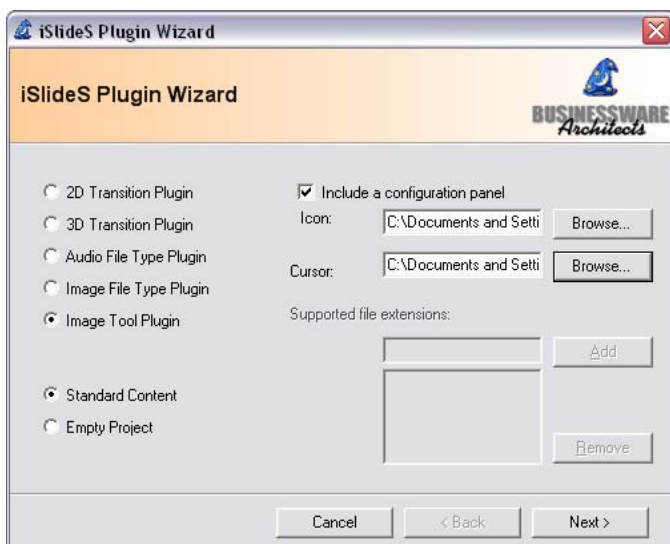 iSlideS Plugin Wizard
iSlideS Plugin Wizard
BUSINESSWARE
Architects
2D Transition Plugin
3D Transition Plugin
Audio File Type Plugin
Image File Type Plugin
Image Tool Plugin
Standard Content
Empty Project
Include a configuration panel
Icon: C:\Documents and Setti Browse...
Cursor: C:\Documents and Setti Browse...
Supported file extensions:
Add
Remove
Cancel < Back Next >